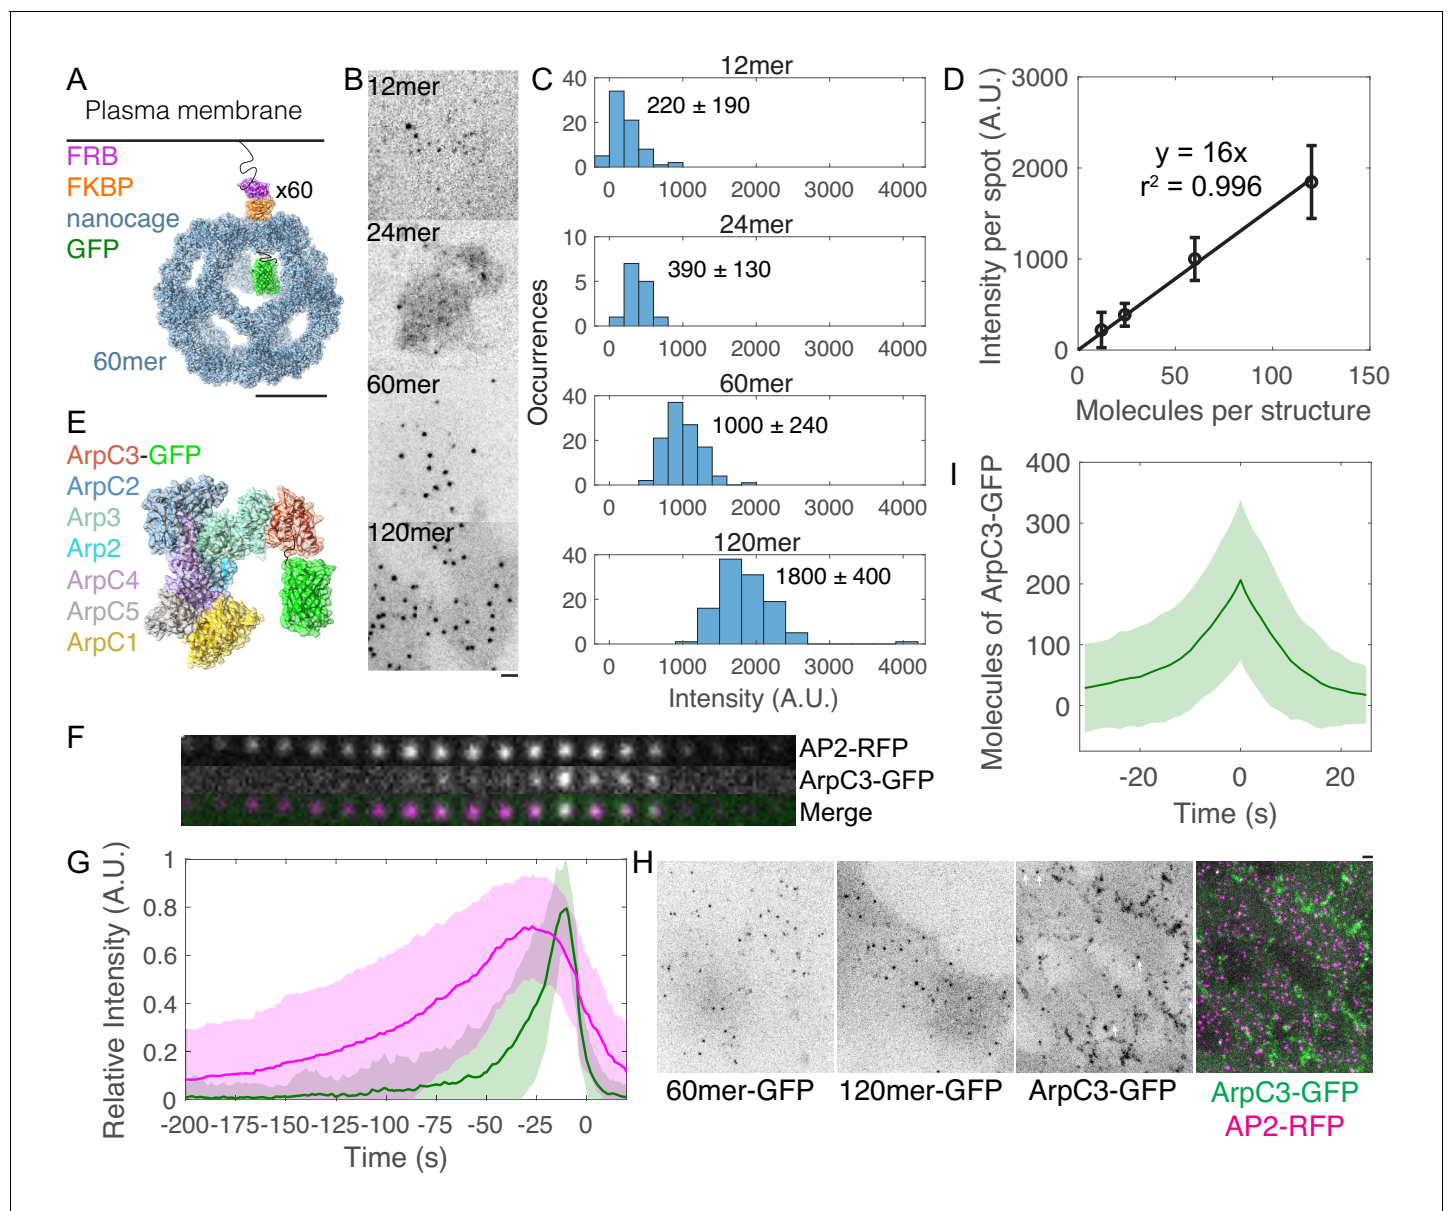 A
Plasma membrane
FRB
FKBP
x60
nanocage
GFP
60mer
B
12mer
24mer
60mer
120mer
C
12mer
40
20
0
220 ± 190
0 1000 2000 3000 4000
24mer
10
5
0
390 ± 130
0 1000 2000 3000 4000
60mer
40
20
0
1000 ± 240
0 1000 2000 3000 4000
120mer
40
20
0
1800 ± 400
0 1000 2000 3000 4000
Occurrences
Intensity (A.U.)
D
3000
2000
1000
0
y = 16x
r² = 0.996
0 50 100 150
Intensity per spot (A.U.)
Molecules per structure
E
ArpC3-GFP
ArpC2
Arp3
Arp2
ArpC4
ArpC5
ArpC1
F
AP2-RFP
ArpC3-GFP
Merge
G
1
0.8
0.6
0.4
0.2
0
-200 -175 -150 -125 -100 -75 -50 -25 0
Relative Intensity (A.U.)
Time (s)
H
60mer-GFP
120mer-GFP
ArpC3-GFP
ArpC3-GFP
AP2-RFP
I
400
300
200
100
0
-20 0 20
Molecules of ArpC3-GFP
Time (s)